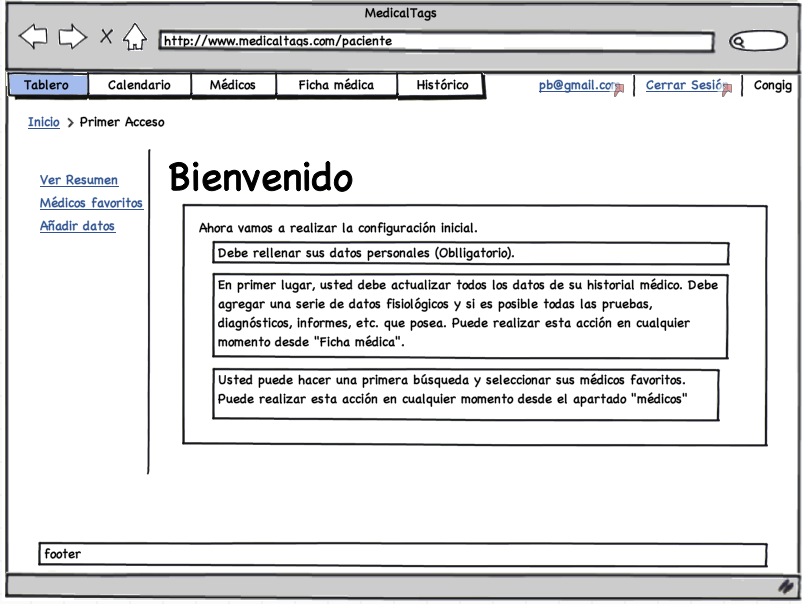 MedicalTags
http://www.medicaltags.com/paciente
Tablero Calendario Médicos Ficha médica Histórico pb@gmail.com Cerrar Sesión Congig
Inicio > Primer Acceso
Bienvenido
Ver Resumen
Médicos favoritos
Añadir datos
Ahora vamos a realizar la configuración inicial.
Debe rellenar sus datos personales (Oblligatorio).
En primer lugar, usted debe actualizar todos los datos de su historial médico. Debe
agregar una serie de datos fisiológicos y si es posible todas las pruebas,
diagnósticos, informes, etc. que posea. Puede realizar esta acción en cualquier
momento desde "Ficha médica".
Usted puede hacer una primera búsqueda y seleccionar sus médicos favoritos.
Puede realizar esta acción en cualquier momento desde el apartado "médicos"
footer